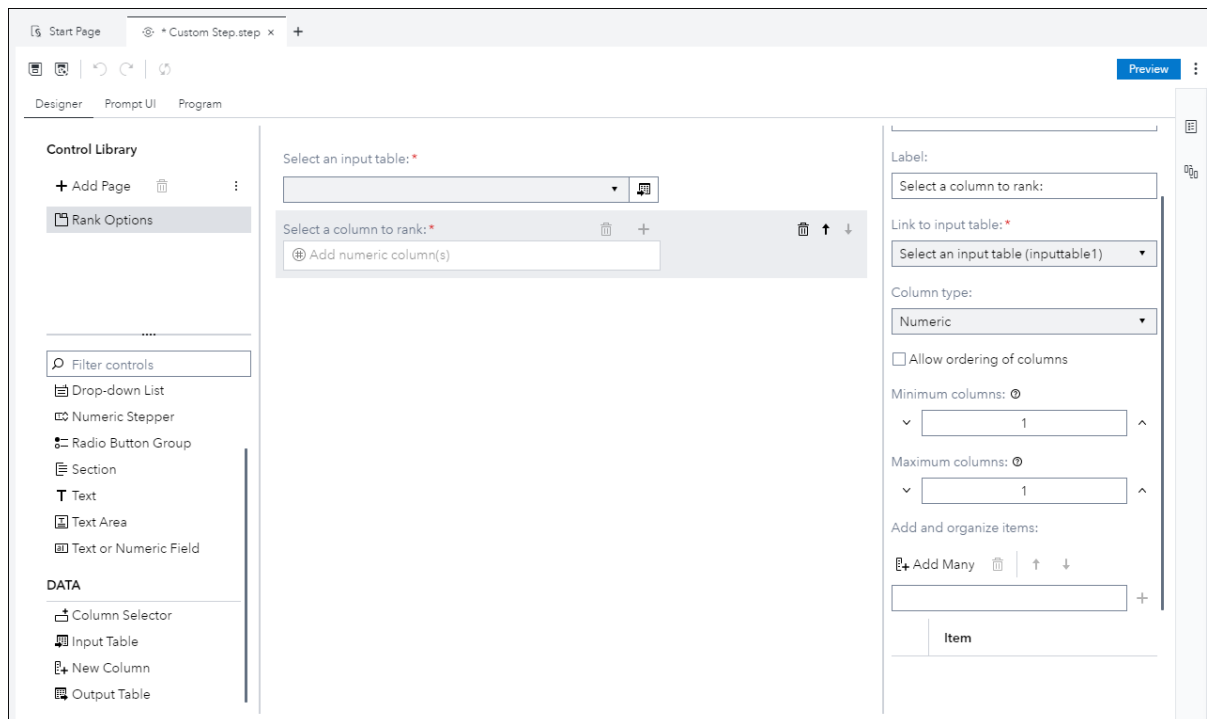 Start Page
* Custom Step.step
Preview
Designer Prompt UI Program
Control Library
Add Page
Rank Options
Filter controls
Drop-down List
Numeric Stepper
Radio Button Group
Section
Text
Text Area
Text or Numeric Field
DATA
Column Selector
Input Table
New Column
Output Table
Select an input table:*
Select a column to rank:*
Add numeric column(s)
Label:
Select a column to rank:
Link to input table:*
Select an input table (inputtable1)
Column type:
Numeric
Allow ordering of columns
Minimum columns:
1
Maximum columns:
1
Add and organize items:
Add Many
Item